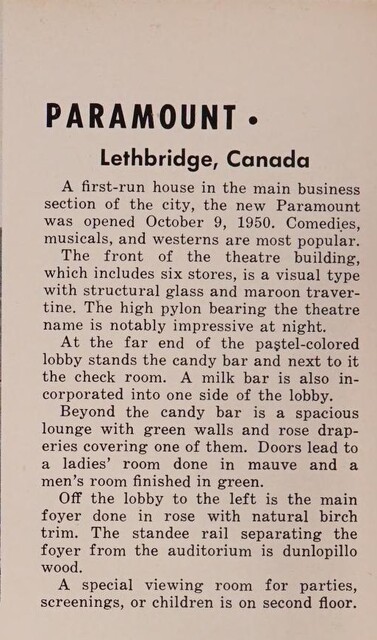 PARAMOUNT •
Lethbridge, Canada
A first-run house in the main business
section of the city, the new Paramount
was opened October 9, 1950. Comedies,
musicals, and westerns are most popular.
The front of the theatre building,
which includes six stores, is a visual type
with structural glass and maroon traver-
tine. The high pylon bearing the theatre
name is notably impressive at night.
At the far end of the pastel-colored
lobby stands the candy bar and next to it
the check room. A milk bar is also in-
corporated into one side of the lobby.
Beyond the candy bar is a spacious
lounge with green walls and rose drap-
eries covering one of them. Doors lead to
a ladies' room done in mauve and a
men's room finished in green.
Off the lobby to the left is the main
foyer done in rose with natural birch
trim. The standee rail separating the
foyer from the auditorium is dunlopillo
wood.
A special viewing room for parties,
screenings, or children is on second floor.